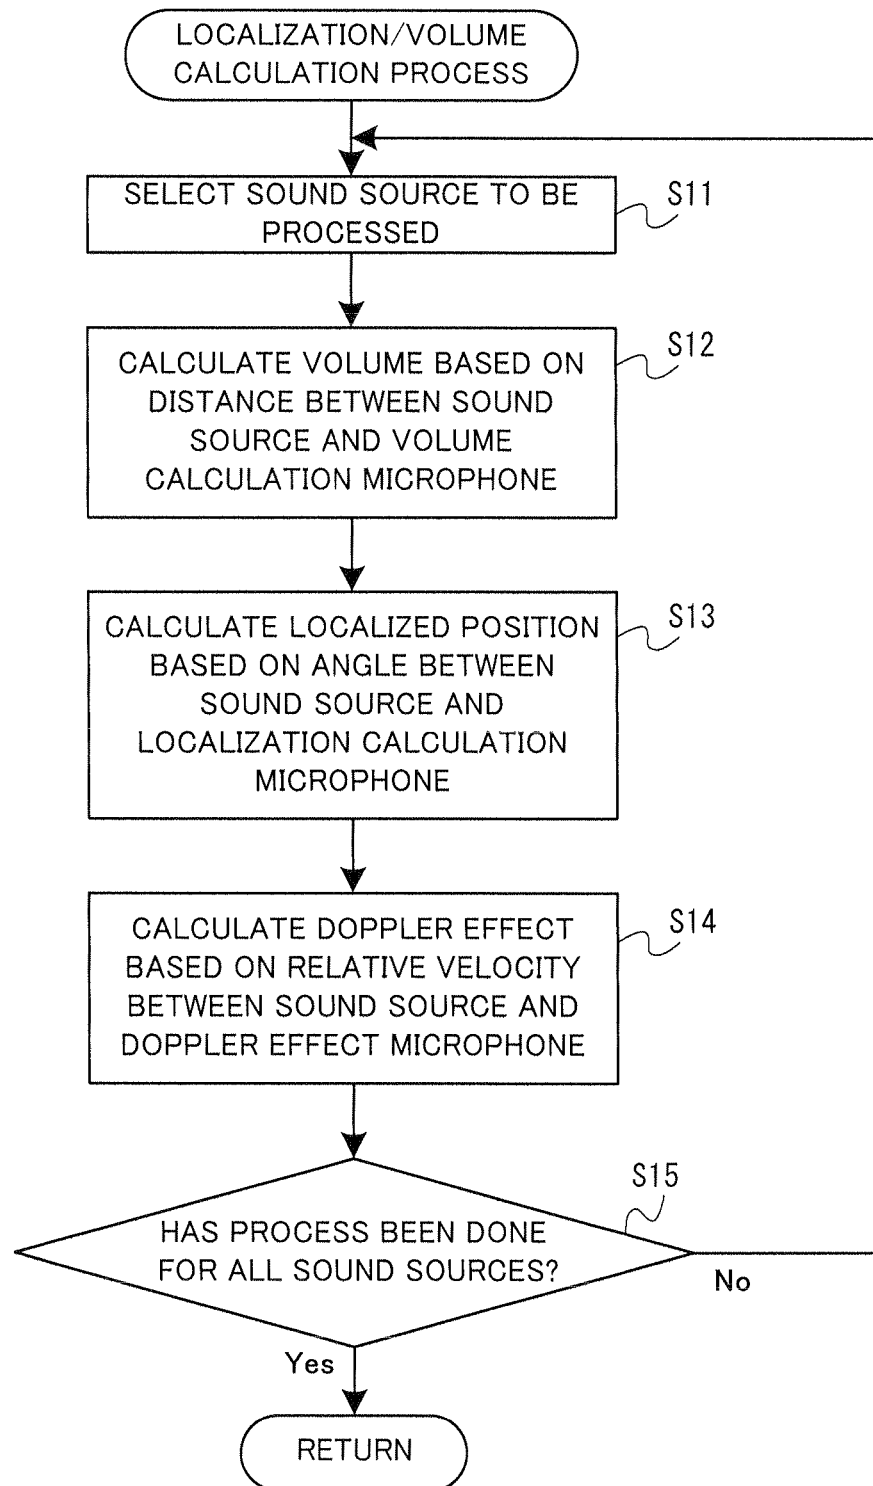 LOCALIZATION/VOLUME
CALCULATION PROCESS
SELECT SOUND SOURCE TO BE
PROCESSED
S11
CALCULATE VOLUME BASED ON
DISTANCE BETWEEN SOUND
SOURCE AND VOLUME
CALCULATION MICROPHONE
S12
CALCULATE LOCALIZED POSITION
BASED ON ANGLE BETWEEN
SOUND SOURCE AND
LOCALIZATION CALCULATION
MICROPHONE
S13
CALCULATE DOPPLER EFFECT
BASED ON RELATIVE VELOCITY
BETWEEN SOUND SOURCE AND
DOPPLER EFFECT MICROPHONE
S14
HAS PROCESS BEEN DONE
FOR ALL SOUND SOURCES?
S15
No
Yes
RETURN